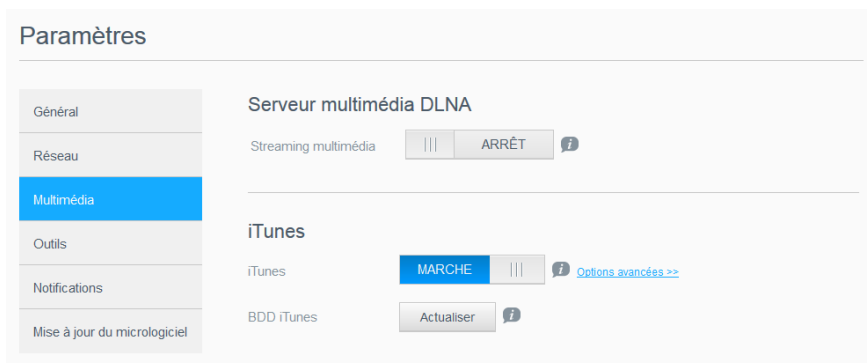 Paramètres
Général
Réseau
Multimédia
Outils
Notifications
Mise à jour du micrologiciel
Serveur multimédia DLNA
Streaming multimédia ARRÊT
iTunes
iTunes MARCHE Options avancées >>
BDD iTunes Actualiser